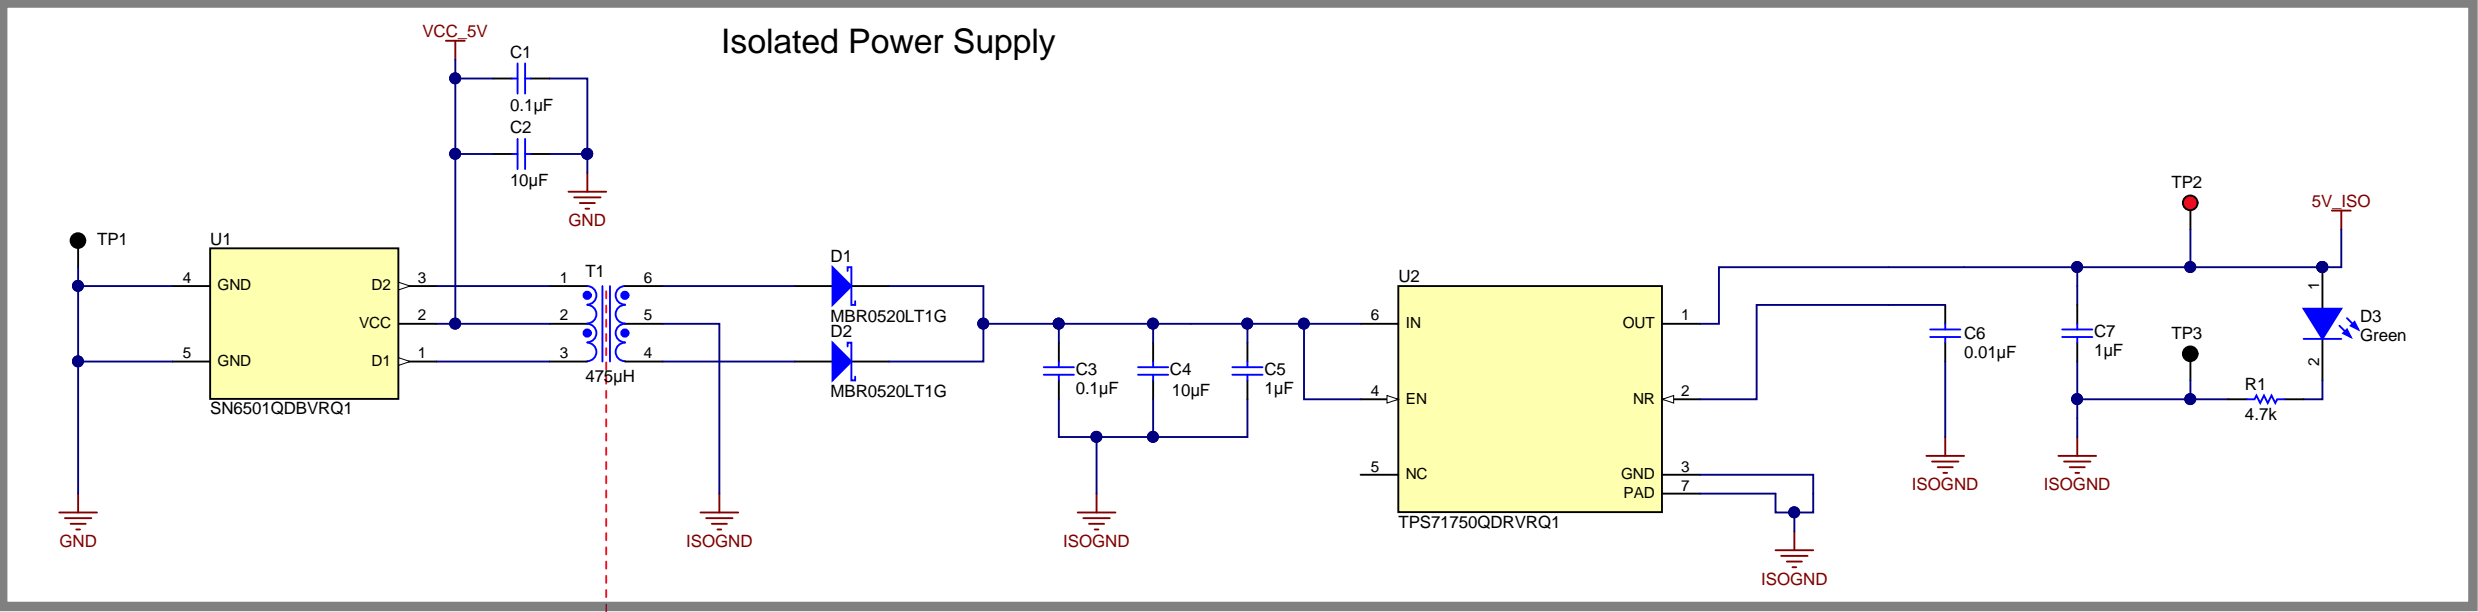 Isolated Power Supply
VCC_5V
C1
0.1µF
C2
10µF
GND
TP1
U1
4 GND
5 GND
D2 3
VCC 2
D1 1
SN6501QDBVRQ1
GND
T1
1
2
3
6
5
4
475µH
ISOGND
D1
MBR0520LT1G
D2
MBR0520LT1G
C3
0.1µF
C4
10µF
C5
1µF
ISOGND
U2
6 IN
4 EN
5 NC
OUT 1
NR 2
GND 3
PAD 7
TPS71750QDRVRQ1
ISOGND
C6
0.01µF
ISOGND
C7
1µF
ISOGND
TP2
TP3
5V_ISO
1
D3
Green
2
R1
4.7k